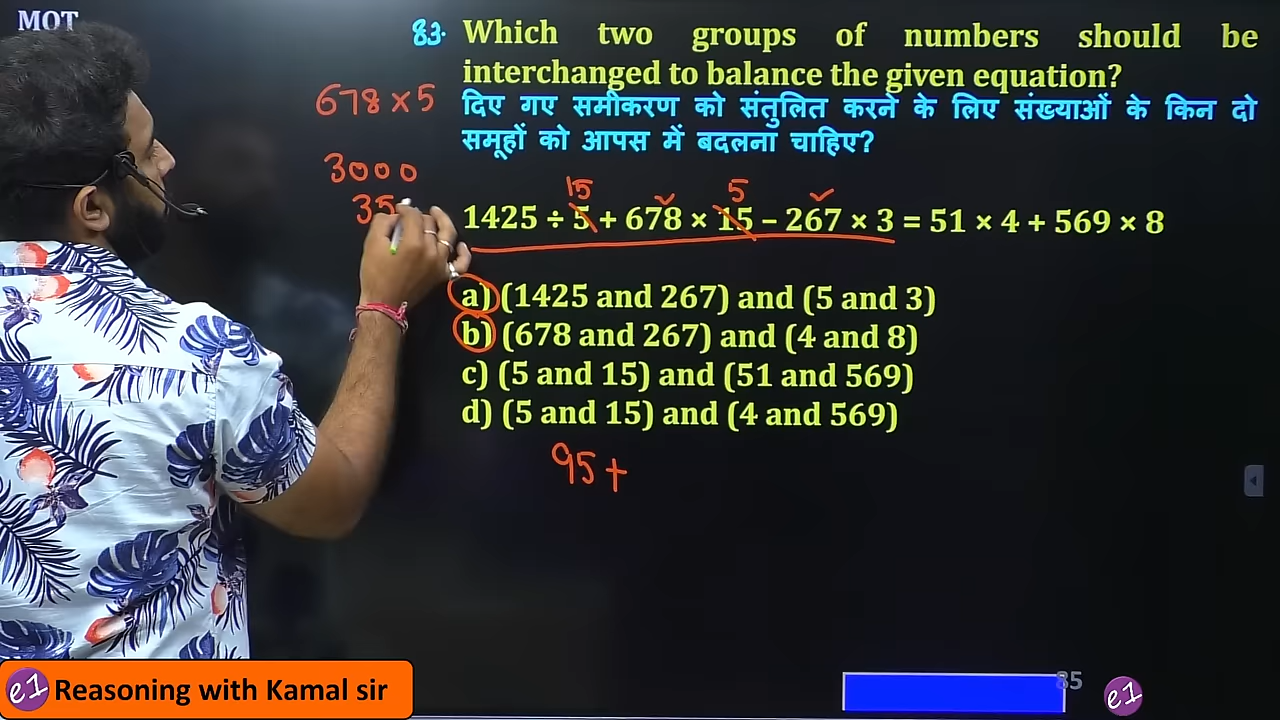 MOT
83. Which two groups of numbers should be
interchanged to balance the given equation?
678 × 5
दिए गए समीकरण को संतुलित करने के लिए संख्याओं के किन दो
समूहों को आपस में बदलना चाहिए?
3000
35
15 5
1425 ÷ 5 + 678 × 15 – 267 × 3 = 51 × 4 + 569 × 8
a) (1425 and 267) and (5 and 3)
b) (678 and 267) and (4 and 8)
c) (5 and 15) and (51 and 569)
d) (5 and 15) and (4 and 569)
95 +
e1 Reasoning with Kamal sir
85
e1